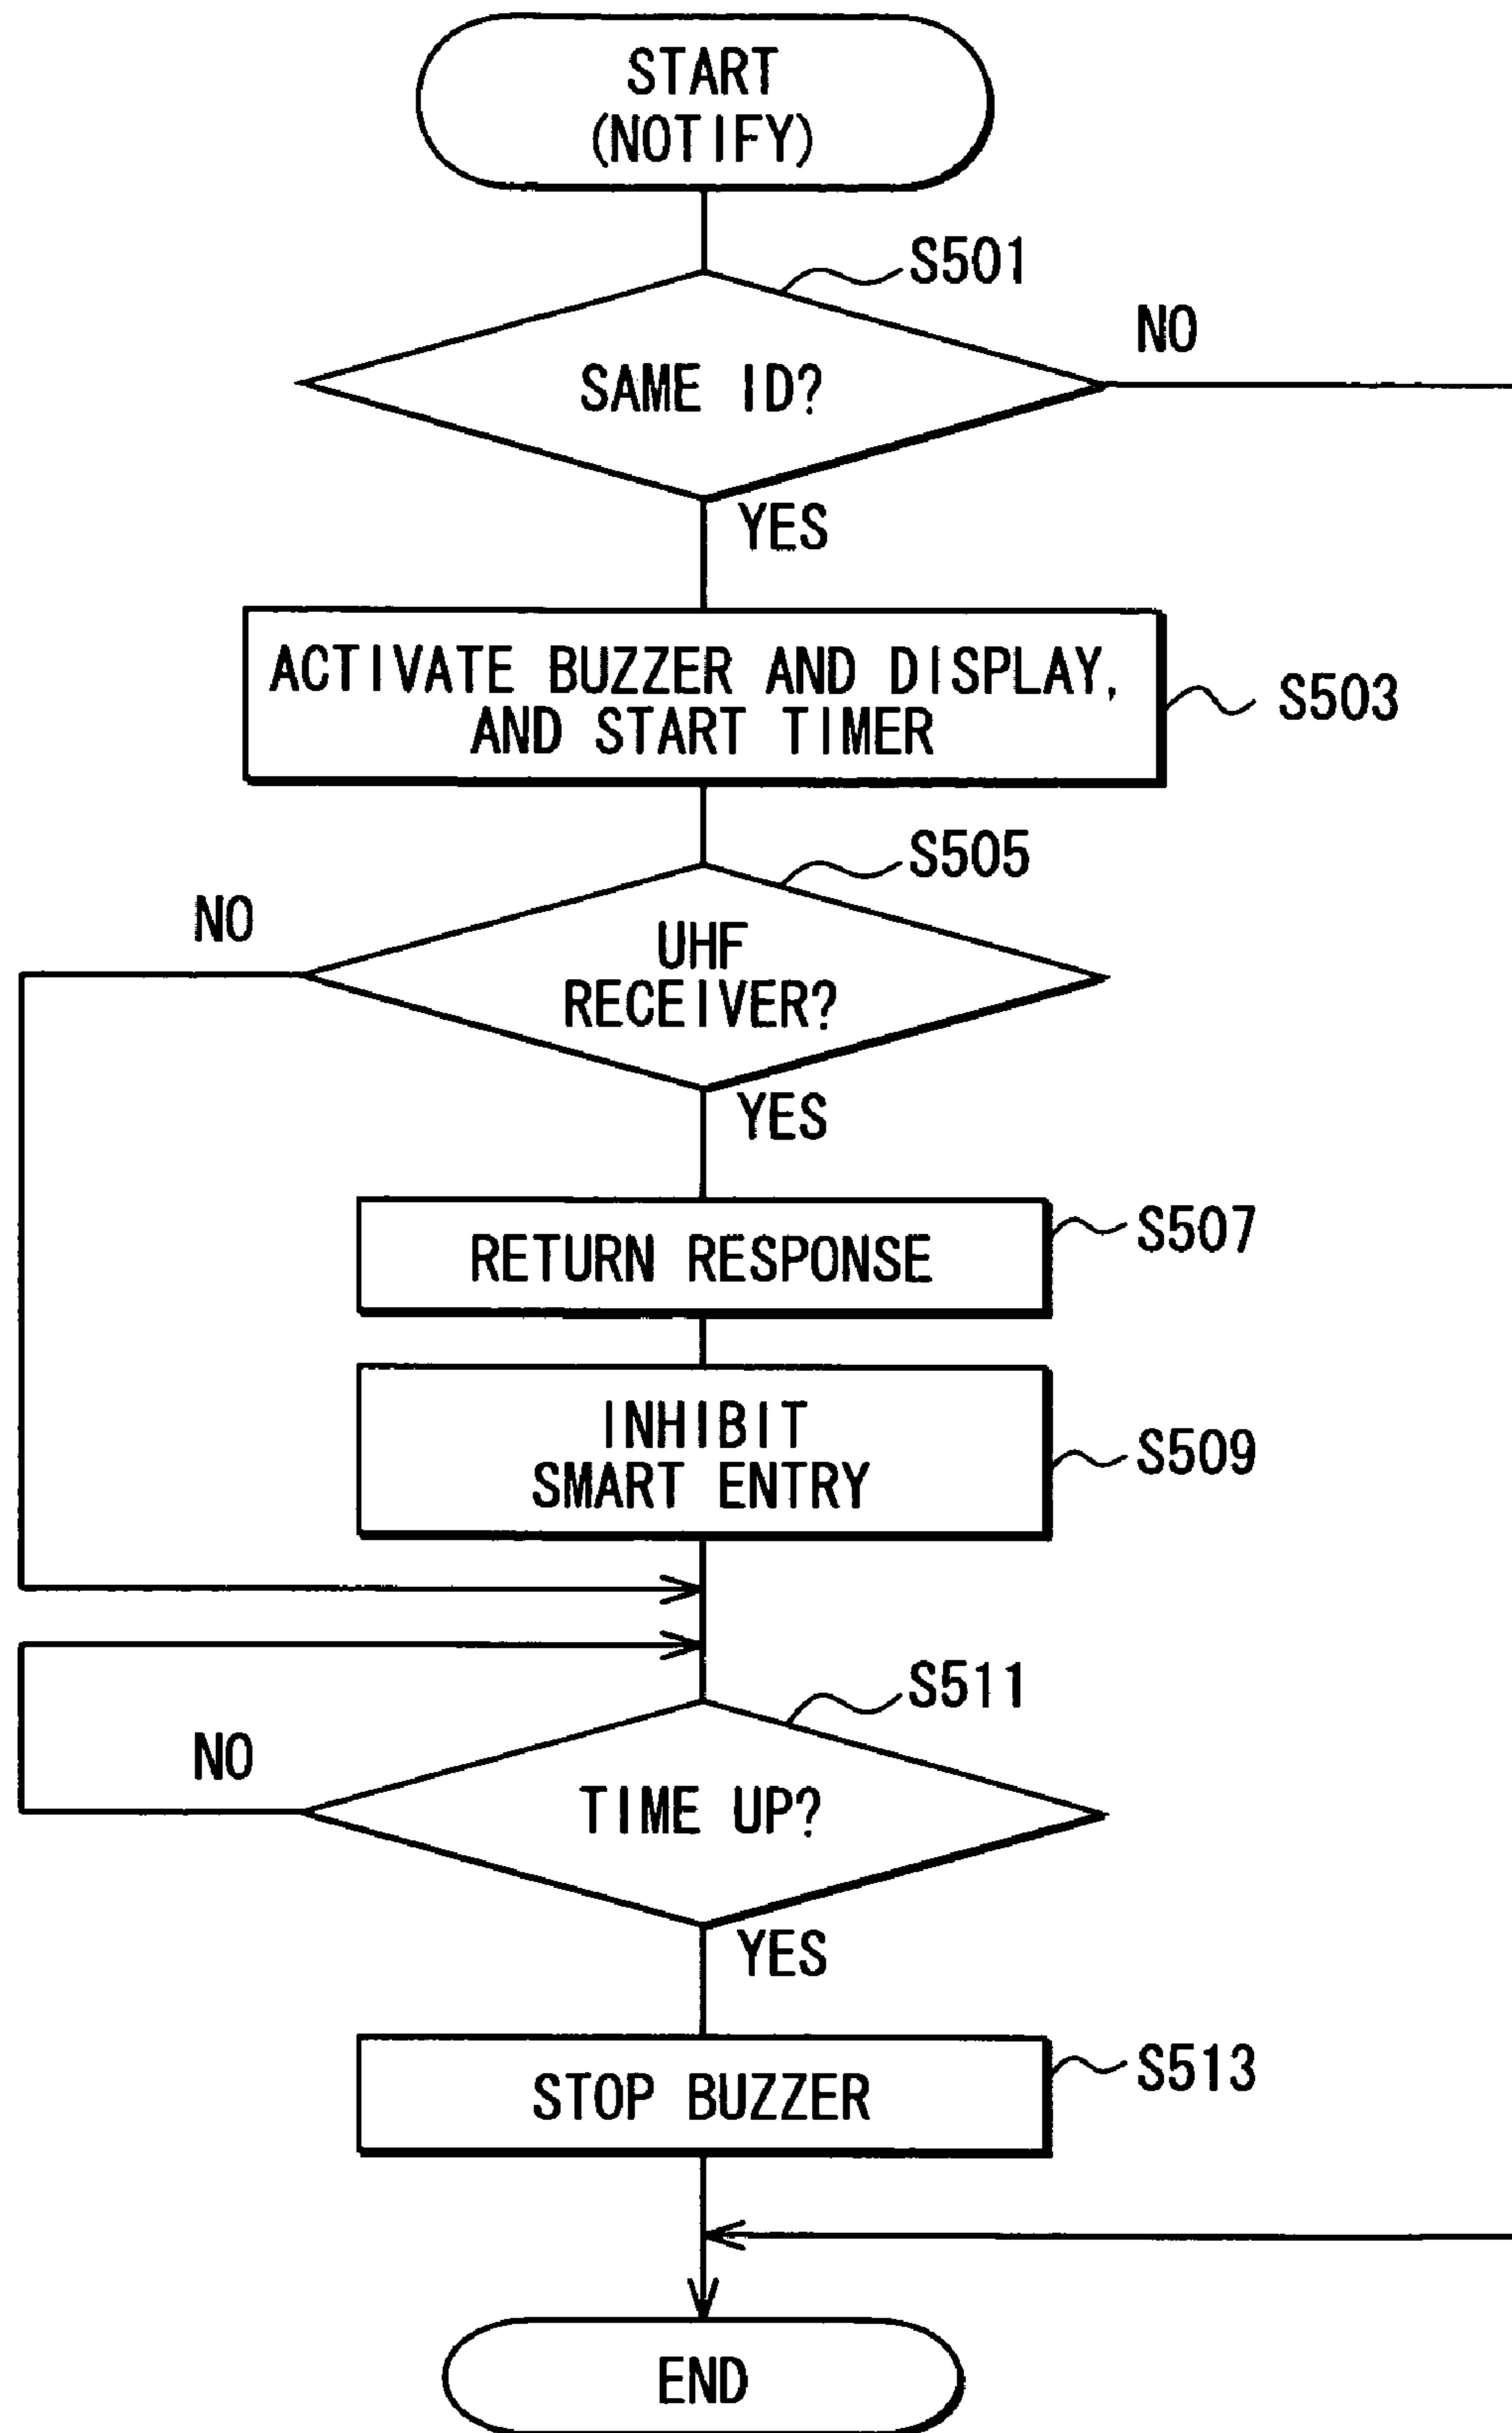 START
(NOTIFY)
S501
NO
SAME ID?
YES
ACTIVATE BUZZER AND DISPLAY,
AND START TIMER
S503
S505
NO
UHF
RECEIVER?
YES
S507
RETURN RESPONSE
INHIBIT
SMART ENTRY
S509
S511
NO
TIME UP?
YES
S513
STOP BUZZER
END